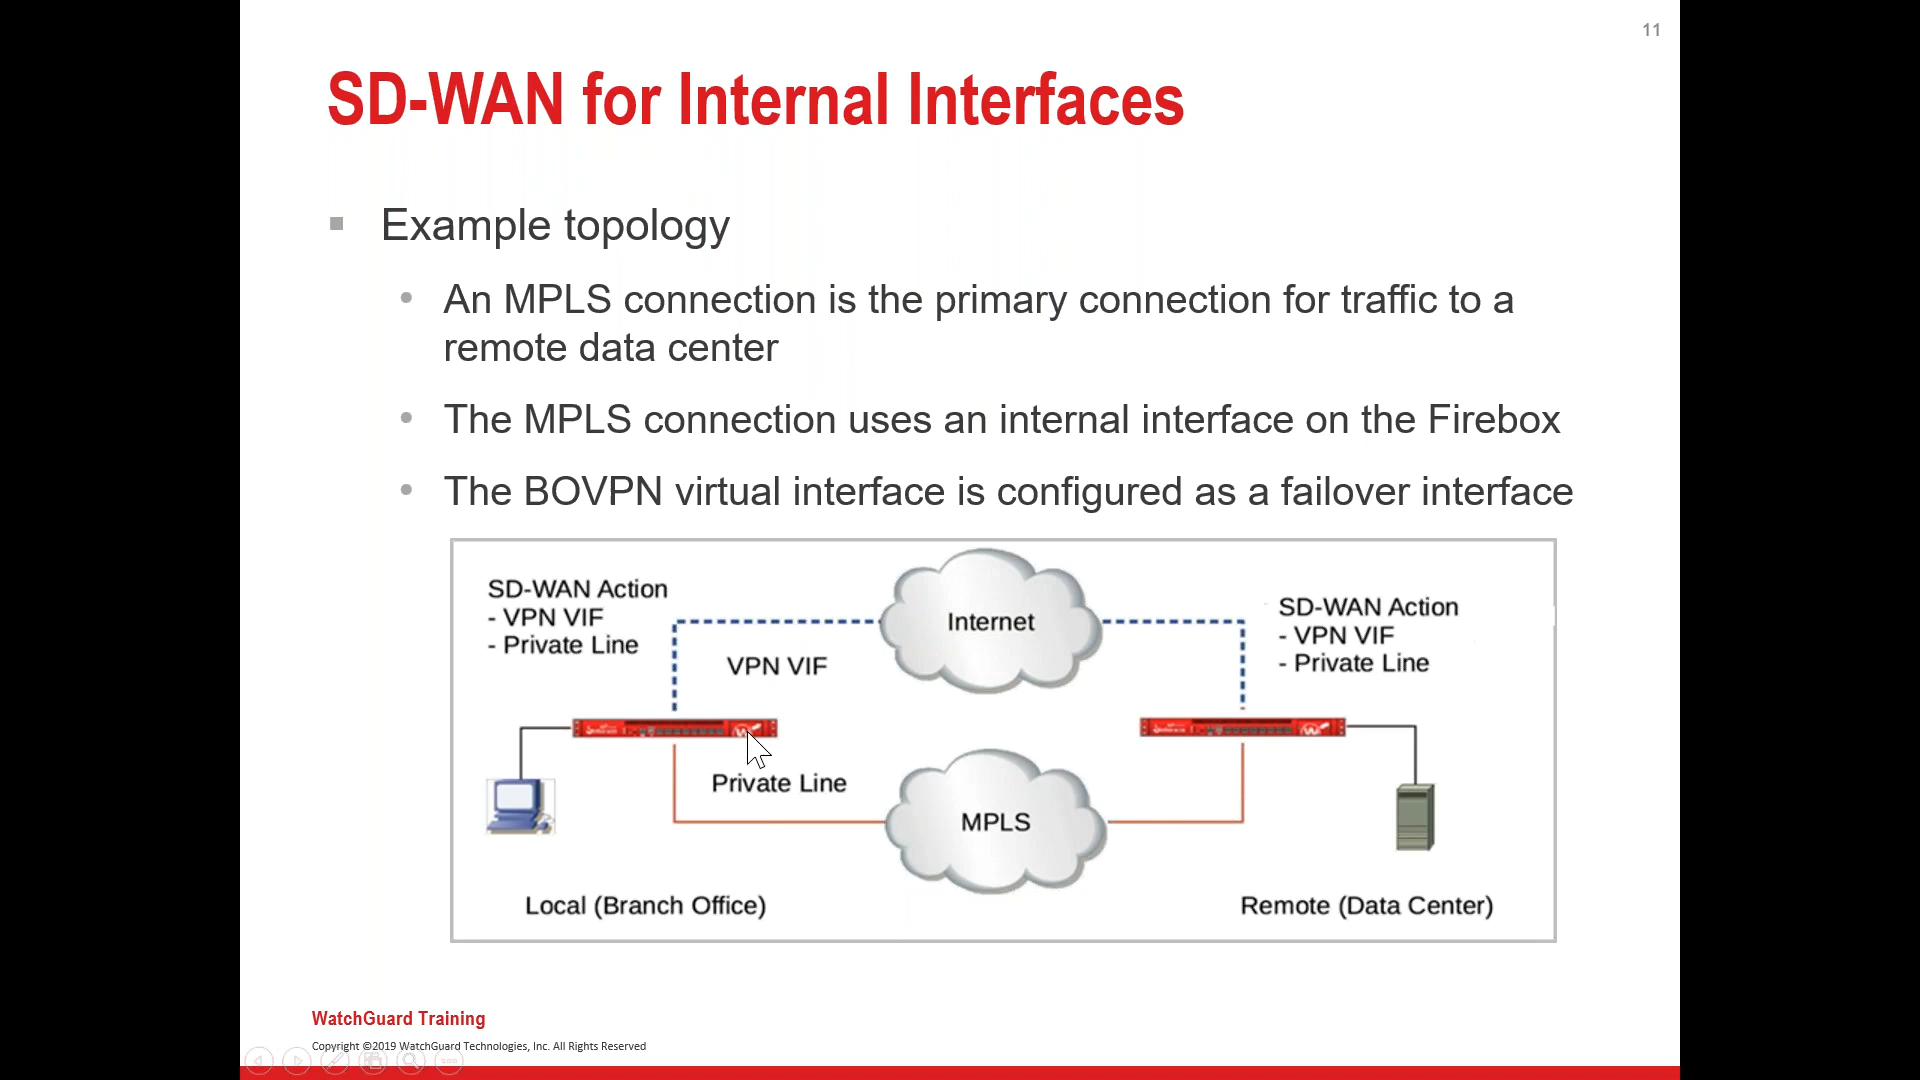 11
SD-WAN for Internal Interfaces
Example topology
An MPLS connection is the primary connection for traffic to a
remote data center
The MPLS connection uses an internal interface on the Firebox
The BOVPN virtual interface is configured as a failover interface
SD-WAN Action
- VPN VIF
- Private Line
Internet
SD-WAN Action
- VPN VIF
- Private Line
VPN VIF
Private Line
MPLS
Local (Branch Office)
Remote (Data Center)
WatchGuard Training
Copyright ©2019 WatchGuard Technologies, Inc. All Rights Reserved